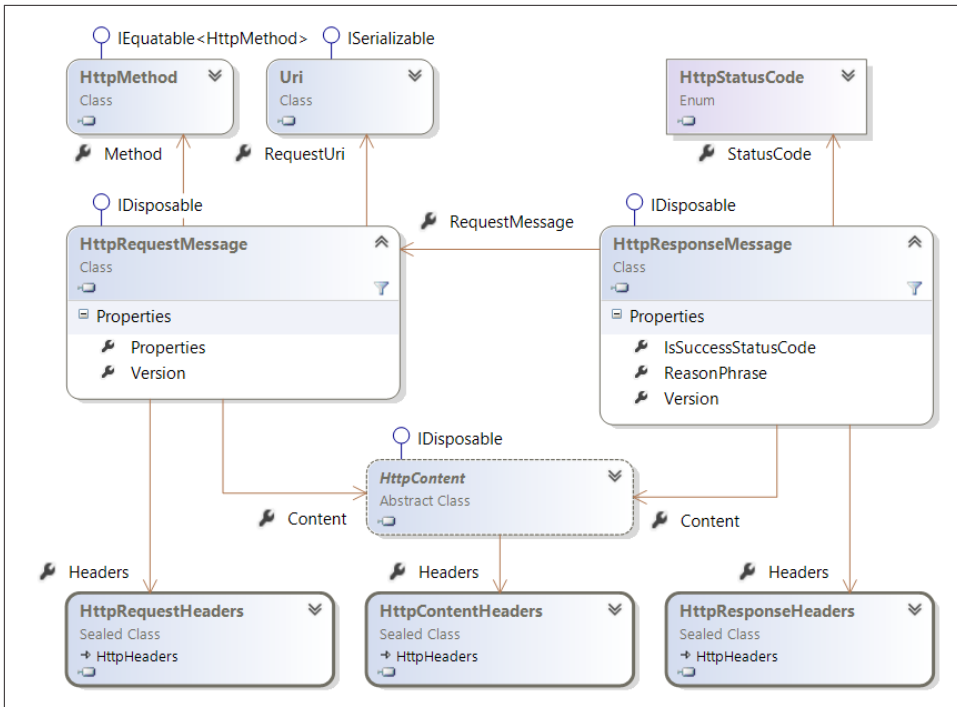 IEquatable<HttpMethod>
ISerializable
HttpMethod
Class
Uri
Class
HttpStatusCode
Enum
Method
RequestUri
StatusCode
IDisposable
IDisposable
RequestMessage
HttpRequestMessage
Class
HttpResponseMessage
Class
Properties
Properties
Version
Properties
IsSuccessStatusCode
ReasonPhrase
Version
IDisposable
HttpContent
Abstract Class
Content
Content
Headers
Headers
Headers
HttpRequestHeaders
Sealed Class
HttpHeaders
HttpContentHeaders
Sealed Class
HttpHeaders
HttpResponseHeaders
Sealed Class
HttpHeaders